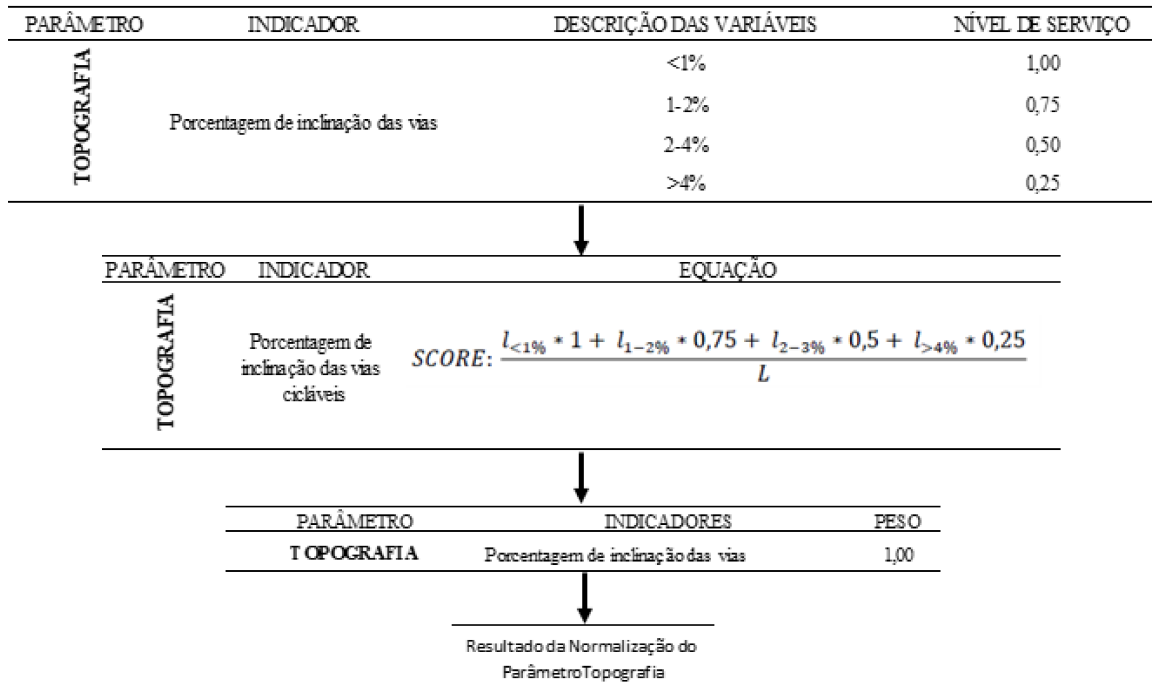 PARÂMETRO INDICADOR DESCRIÇÃO DAS VARIÁVEIS NÍVEL DE SERVIÇO
TOPOGRAFIA
Porcentagem de inclinação das vias
<1% 1,00
1-2% 0,75
2-4% 0,50
>4% 0,25
PARÂMETRO INDICADOR EQUAÇÃO
TOPOGRAFIA
Porcentagem de
inclinação das vias
cicláveis
SCORE: (l<1% * 1 + l1-2% * 0,75 + l2-3% * 0,5 + l>4% * 0,25) / L
PARÂMETRO INDICADORES PESO
TOPOGRAFIA Porcentagem de inclinação das vias 1,00
Resultado da Normalização do
ParâmetroTopografia